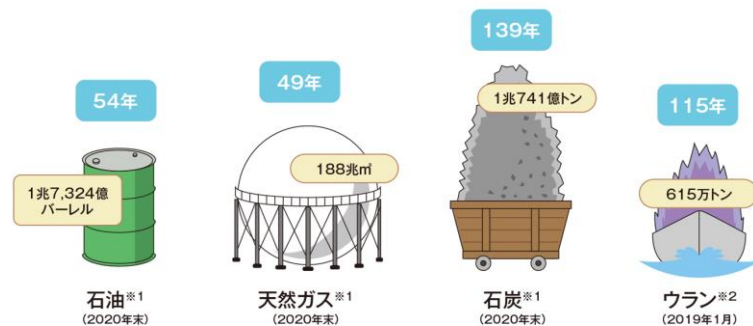 54年
1兆7,324億
バーレル
石油※1
(2020年末)
49年
188兆㎥
天然ガス※1
(2020年末)
139年
1兆741億トン
石炭※1
(2020年末)
115年
615万トン
ウラン※2
(2019年1月)